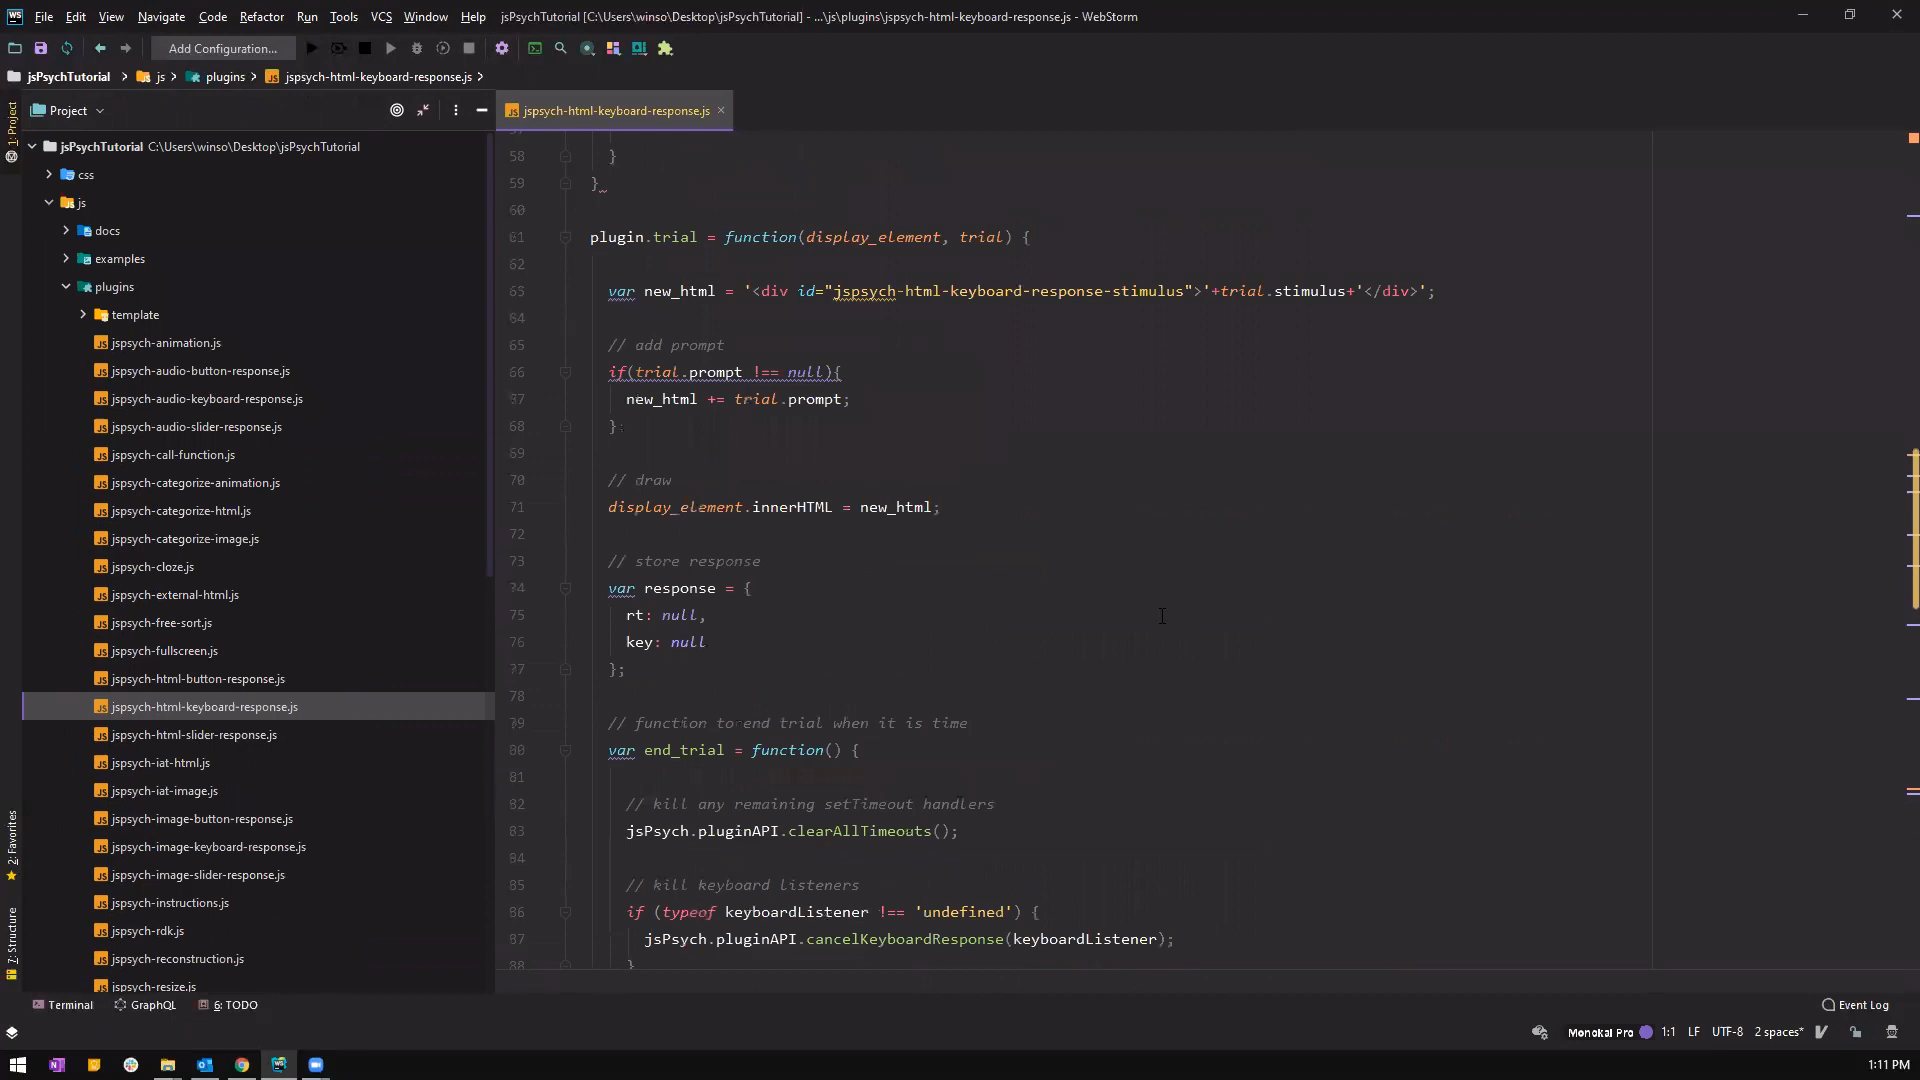 WS File Edit View Navigate Code Refactor Run Tools VCS Window Help jsPsychTutorial [C:\Users\winso\Desktop\jsPsychTutorial] - ...\js\plugins\jspsych-html-keyboard-response.js - WebStorm
Add Configuration...
jsPsychTutorial js plugins jspsych-html-keyboard-response.js
1: Project
2: Favorites
7: Structure
Project
jsPsychTutorial C:\Users\winso\Desktop\jsPsychTutorial
css
js
docs
examples
plugins
template
jspsych-animation.js
jspsych-audio-button-response.js
jspsych-audio-keyboard-response.js
jspsych-audio-slider-response.js
jspsych-call-function.js
jspsych-categorize-animation.js
jspsych-categorize-html.js
jspsych-categorize-image.js
jspsych-cloze.js
jspsych-external-html.js
jspsych-free-sort.js
jspsych-fullscreen.js
jspsych-html-button-response.js
jspsych-html-keyboard-response.js
jspsych-html-slider-response.js
jspsych-iat-html.js
jspsych-iat-image.js
jspsych-image-button-response.js
jspsych-image-keyboard-response.js
jspsych-image-slider-response.js
jspsych-instructions.js
jspsych-rdk.js
jspsych-reconstruction.js
jspsych-resize.js
jspsych-html-keyboard-response.js
58 }
59 }
60
61 plugin.trial = function(display_element, trial) {
62
63 var new_html = '<div id="jspsych-html-keyboard-response-stimulus">'+trial.stimulus+'</div>';
64
65 // add prompt
66 if(trial.prompt !== null){
67 new_html += trial.prompt;
68 }
69
70 // draw
71 display_element.innerHTML = new_html;
72
73 // store response
74 var response = {
75 rt: null,
76 key: null
77 };
78
79 // function to end trial when it is time
80 var end_trial = function() {
81
82 // kill any remaining setTimeout handlers
83 jsPsych.pluginAPI.clearAllTimeouts();
84
85 // kill keyboard listeners
86 if (typeof keyboardListener !== 'undefined') {
87 jsPsych.pluginAPI.cancelKeyboardResponse(keyboardListener);
88 }
Terminal GraphQL 6: TODO Event Log
Monokai Pro 1:1 LF UTF-8 2 spaces*
1:11 PM